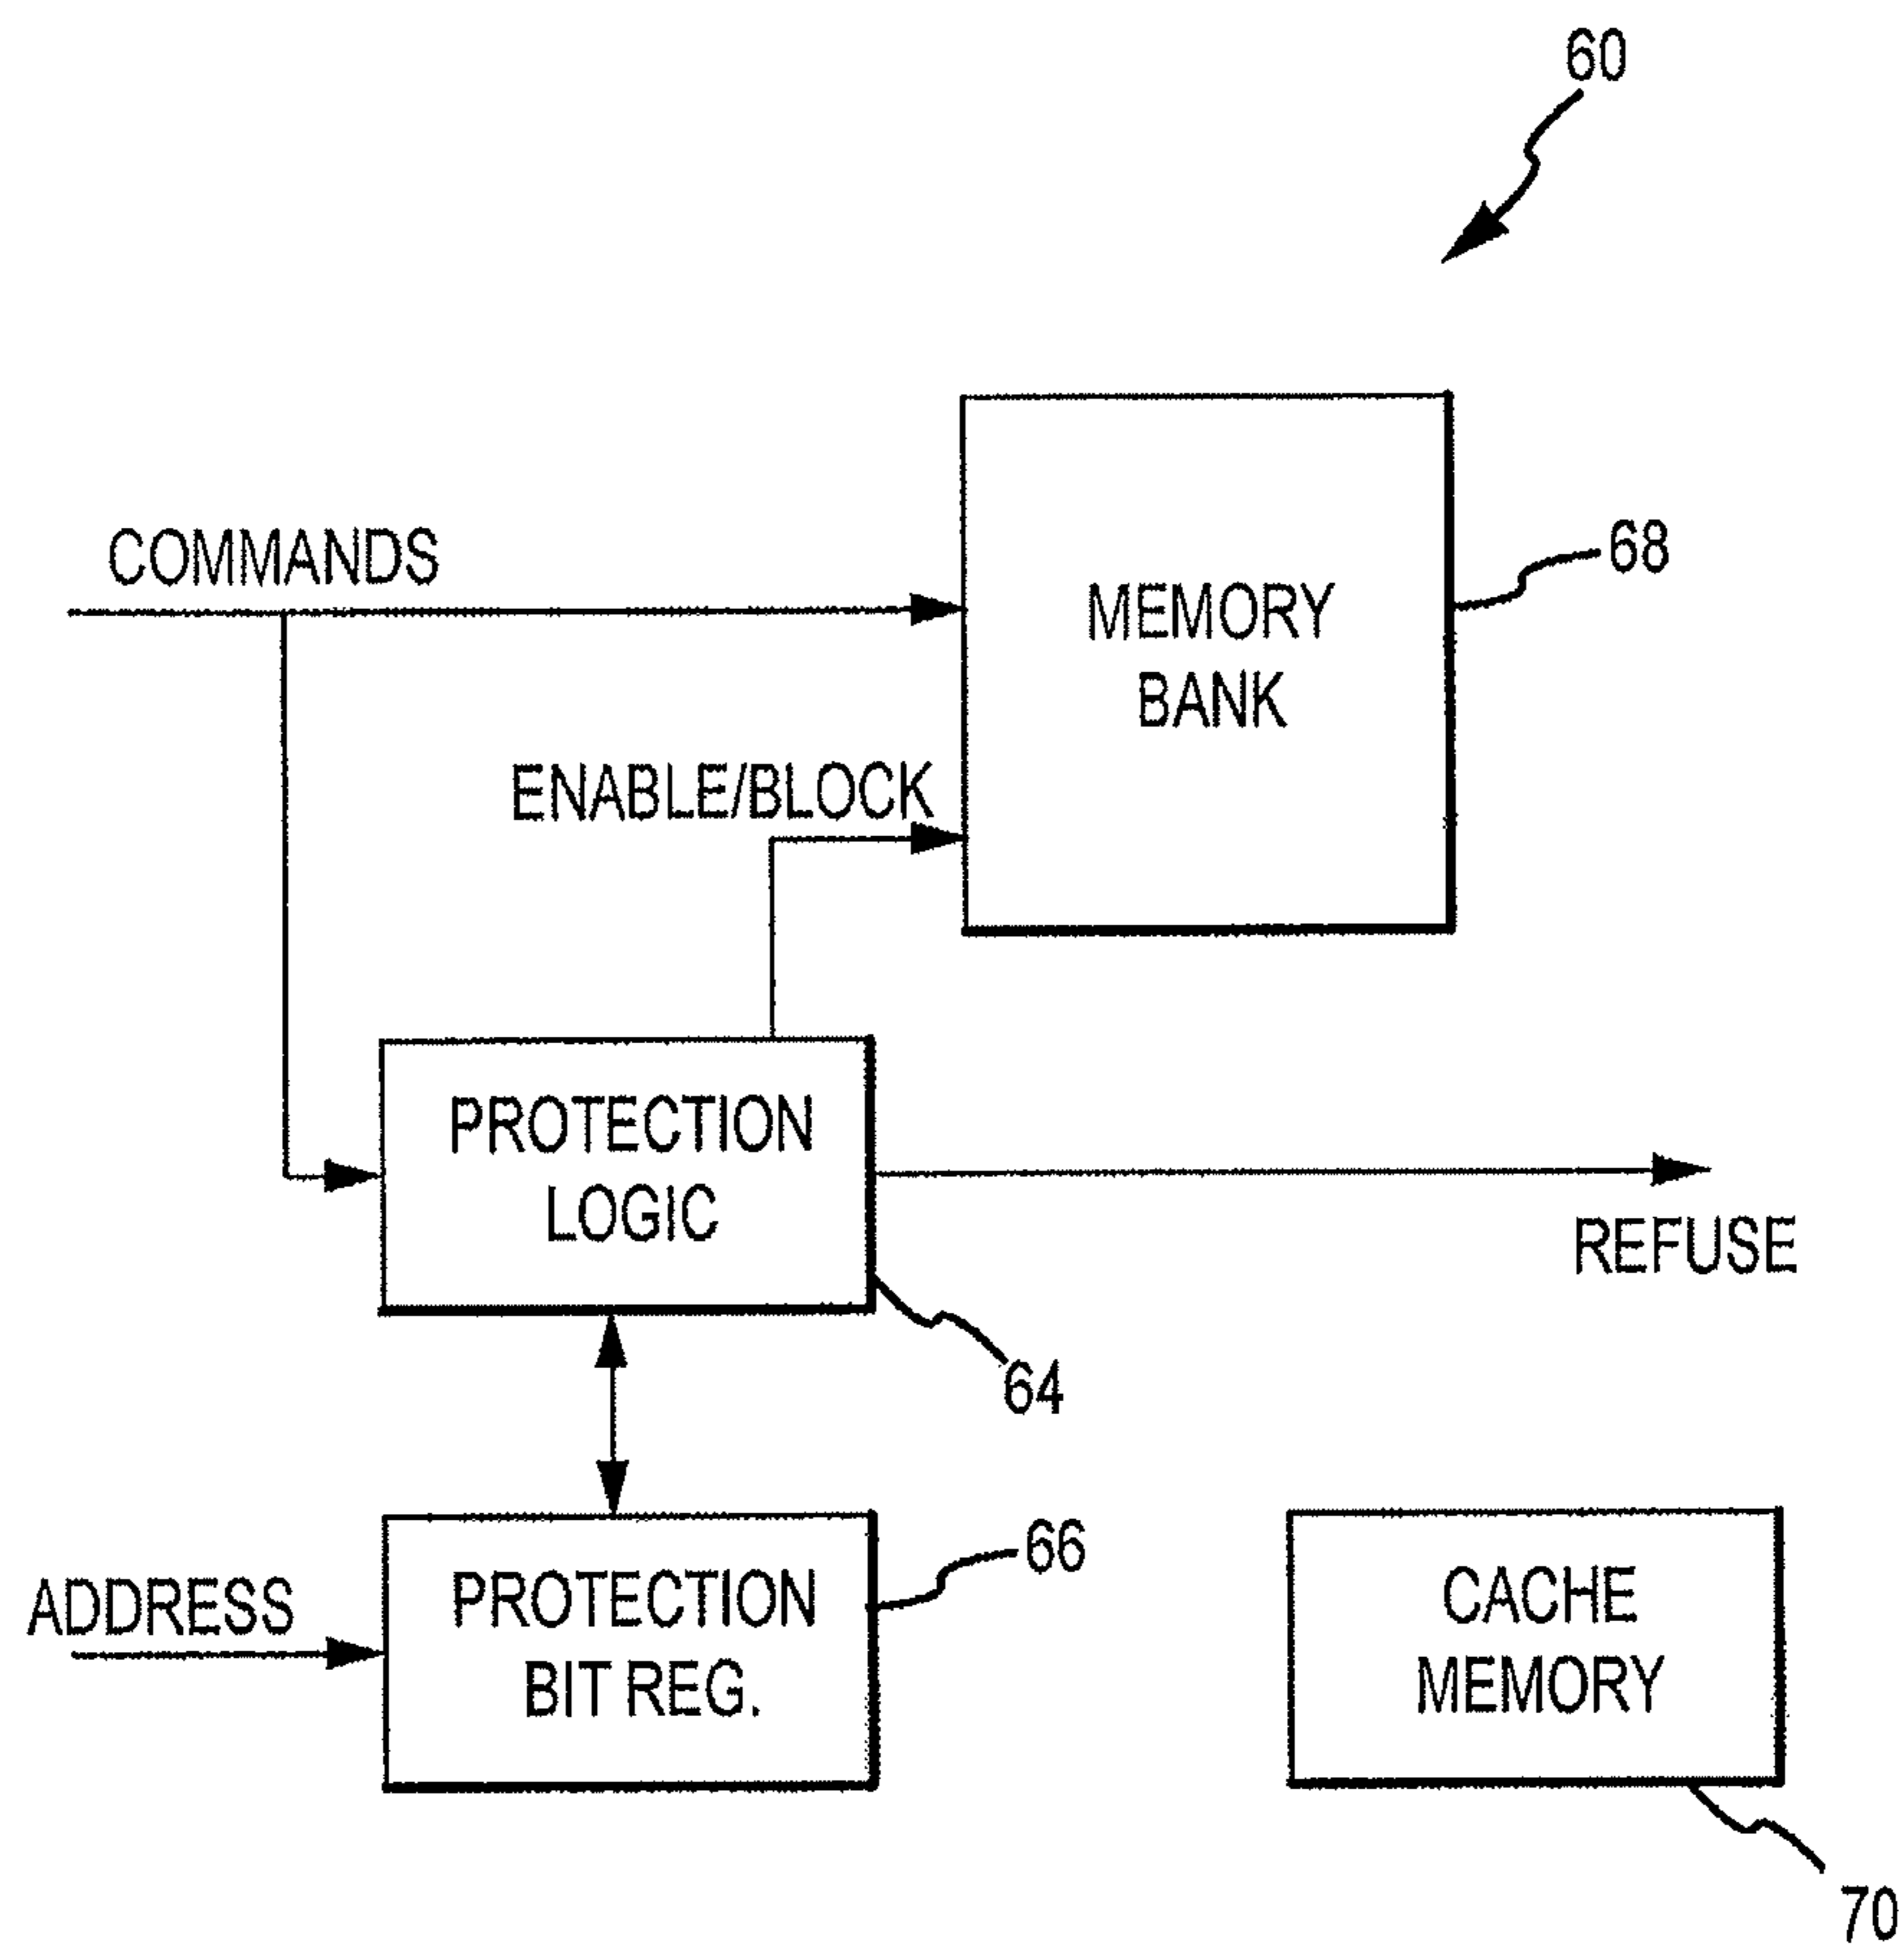 60
COMMANDS
MEMORY
BANK
68
ENABLE/BLOCK
PROTECTION
LOGIC
REFUSE
64
ADDRESS
PROTECTION
BIT REG.
66
CACHE
MEMORY
70